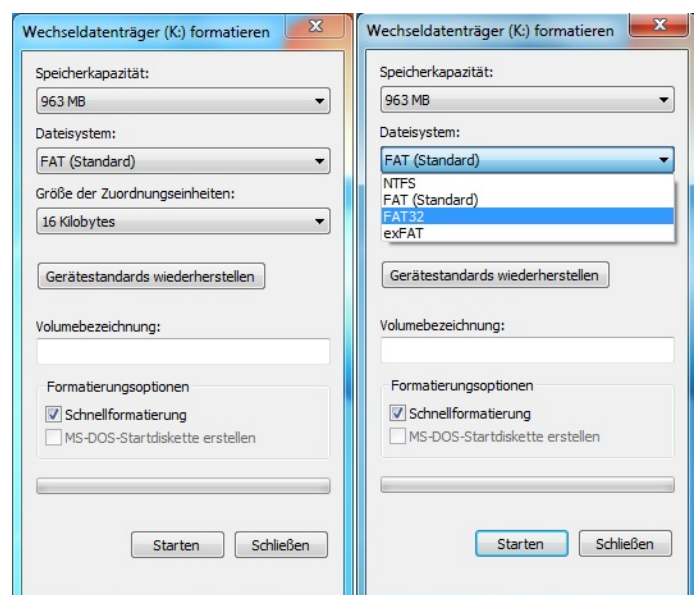 Wechseldatenträger (K:) formatieren
Speicherkapazität:
963 MB
Dateisystem:
FAT (Standard)
Größe der Zuordnungseinheiten:
16 Kilobytes
Gerätestandards wiederherstellen
Volumebezeichnung:
Formatierungsoptionen
Schnellformatierung
MS-DOS-Startdiskette erstellen
Starten
Schließen
Wechseldatenträger (K:) formatieren
Speicherkapazität:
963 MB
Dateisystem:
FAT (Standard)
NTFS
FAT (Standard)
FAT32
exFAT
Gerätestandards wiederherstellen
Volumebezeichnung:
Formatierungsoptionen
Schnellformatierung
MS-DOS-Startdiskette erstellen
Starten
Schließen